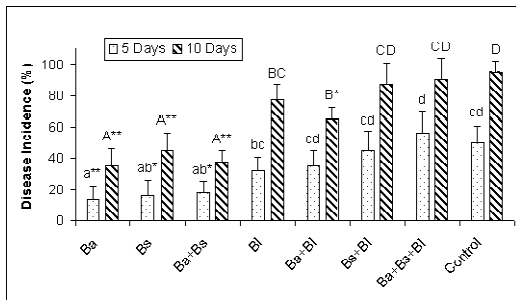 5 Days 10 Days
Disease Incidence (%)
100
80
60
40
20
0
a** A** ab* A** ab* A** bc BC cd B* cd CD d CD cd D
Ba Bs Ba+Bs Bl Ba+Bl Bs+Bl Ba+Bs+Bl Control